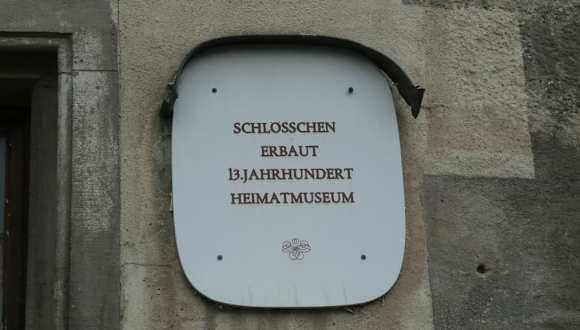 SCHLOSSCHEN
ERBAUT
13.JAHRHUNDERT
HEIMATMUSEUM